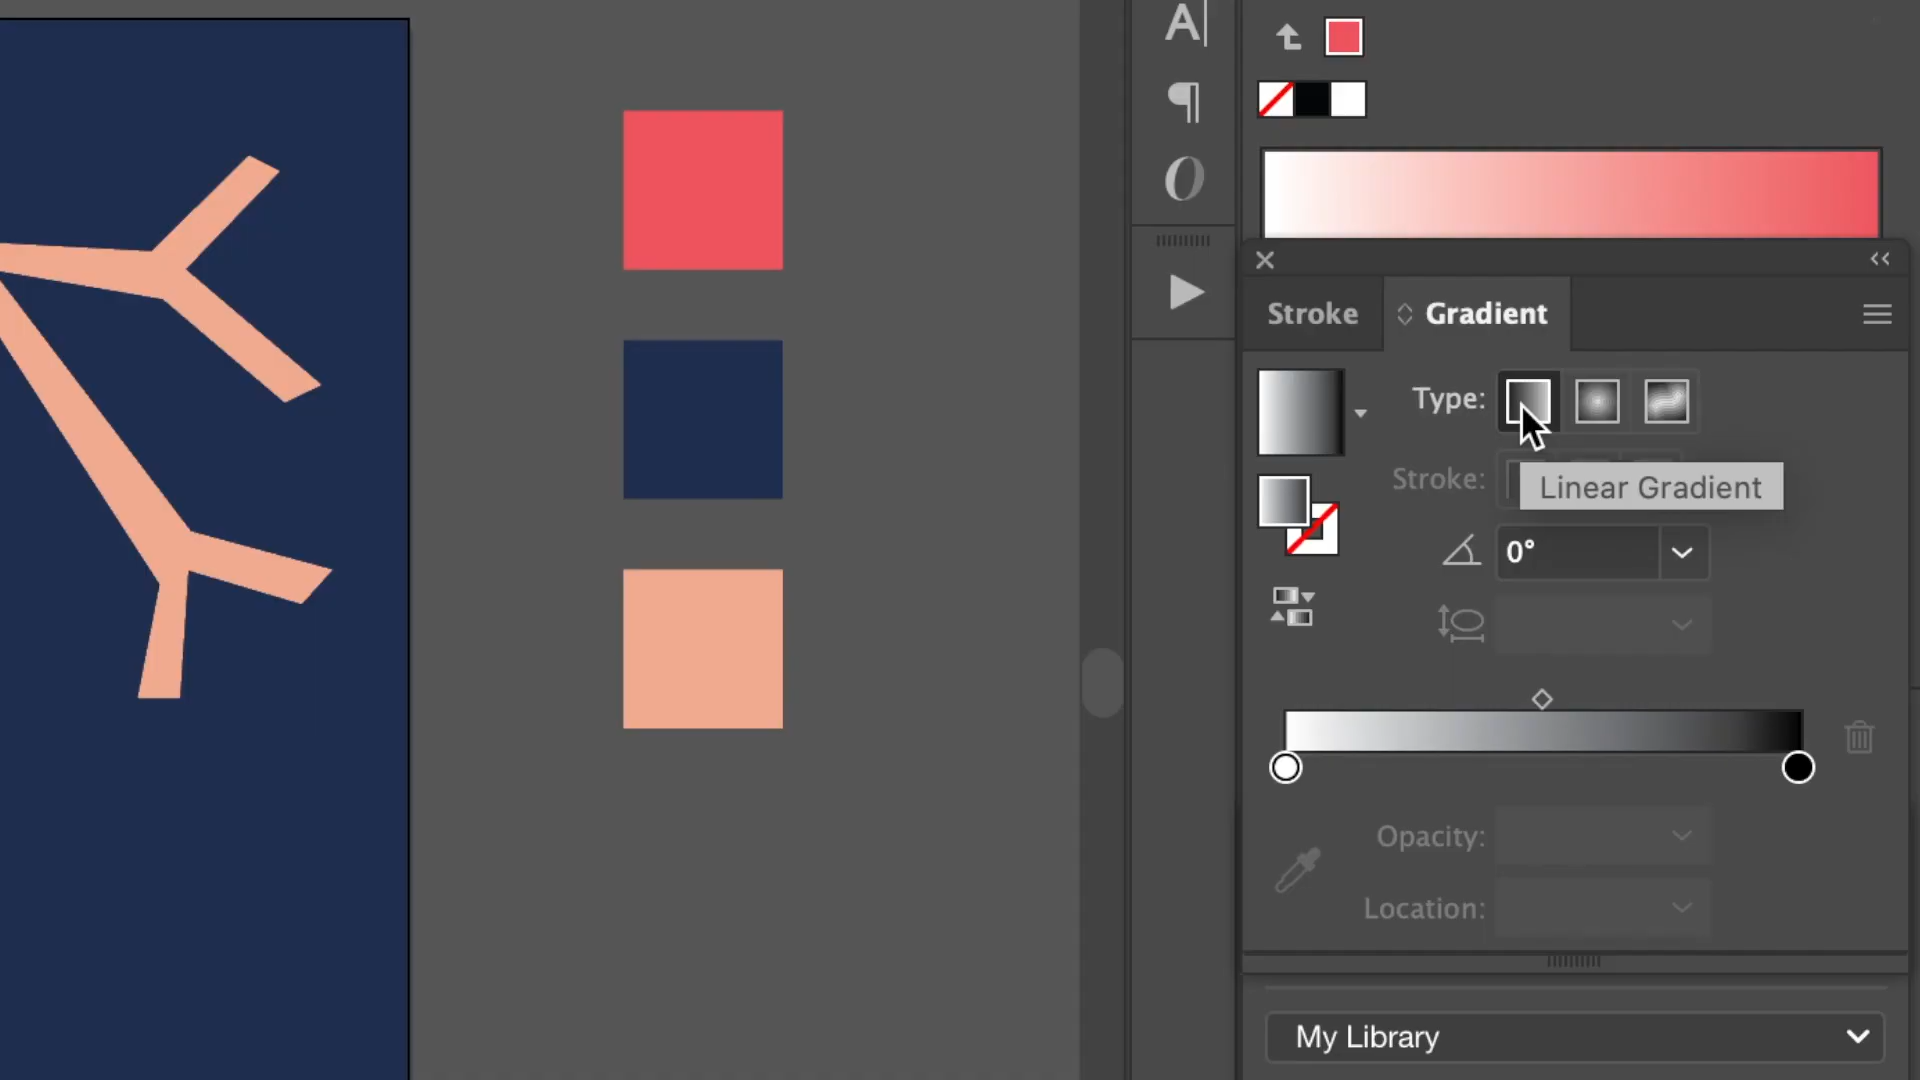 A|
Stroke
Gradient
Type:
Stroke:
Linear Gradient
0°
Opacity:
Location:
My Library